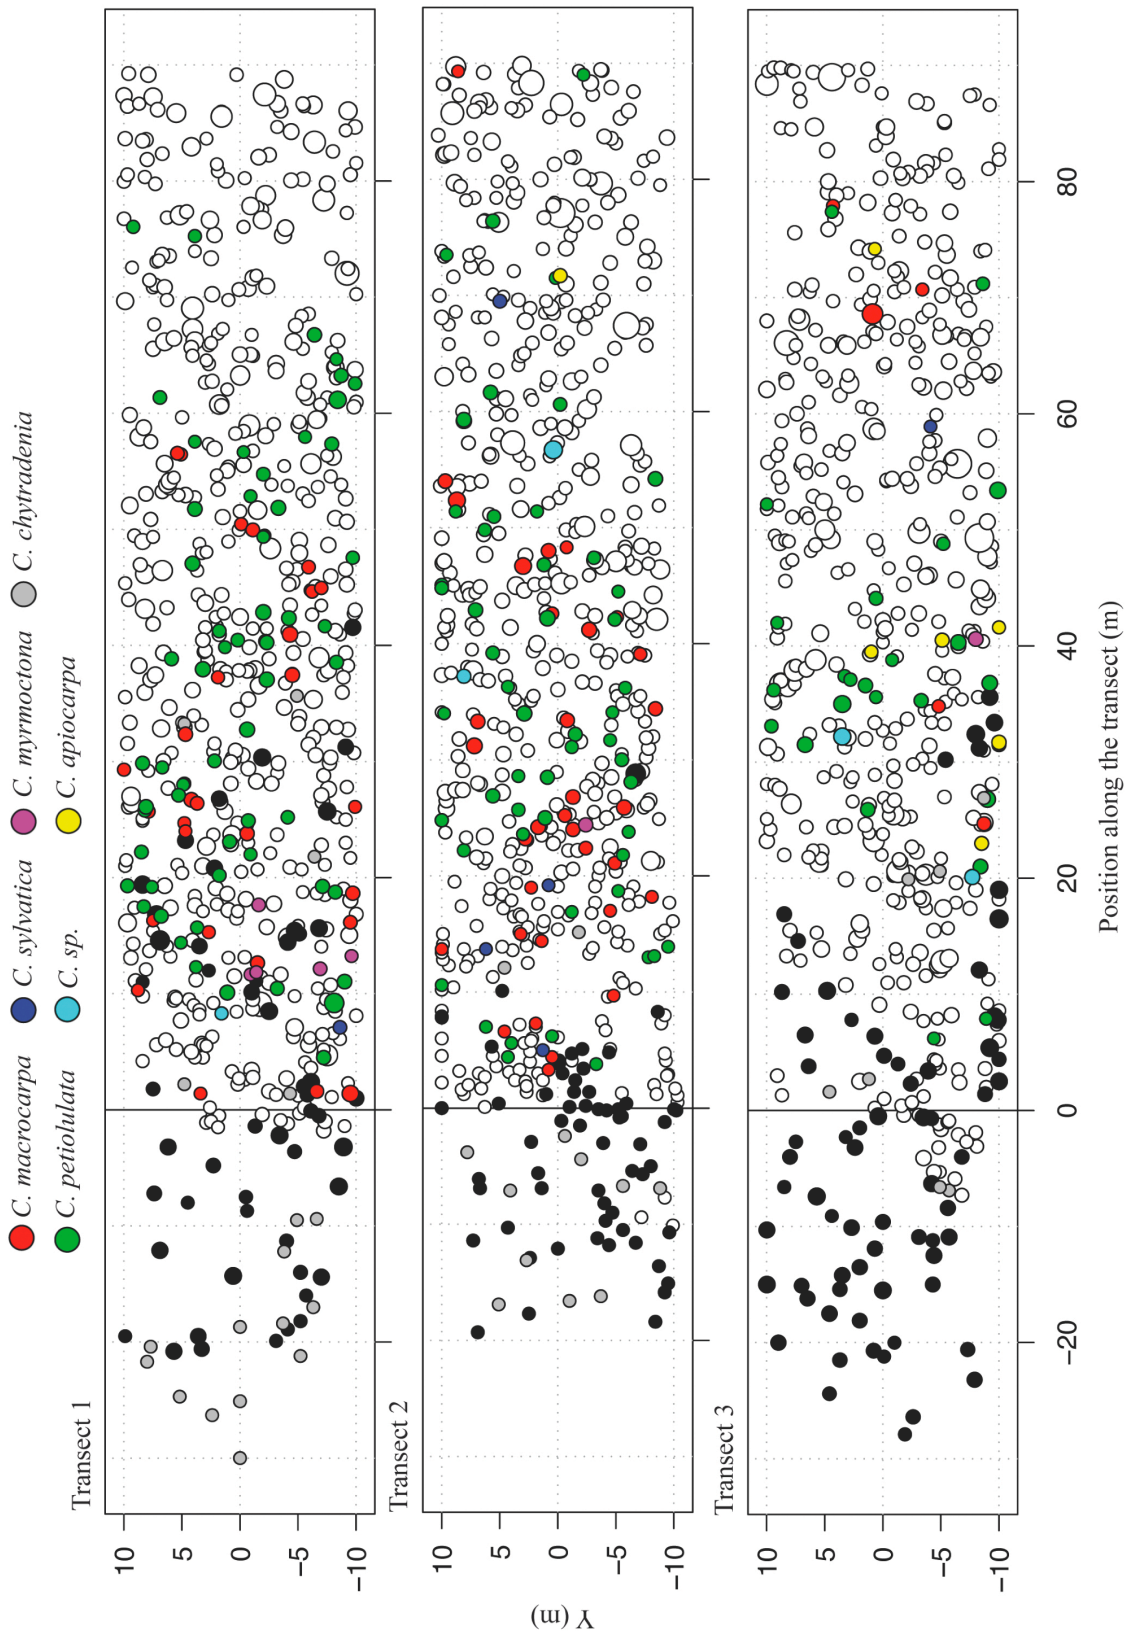 C. macrocarpa C. sylvatica C. myrmoctona C. chytradenia
C. petiolulata C. sp. C. apiocarpa
Transect 1
10
5
0
−5
−10
Transect 2
10
5
0
−5
−10
Transect 3
10
5
0
−5
−10
Y (m)
−20 0 20 40 60 80
Position along the transect (m)